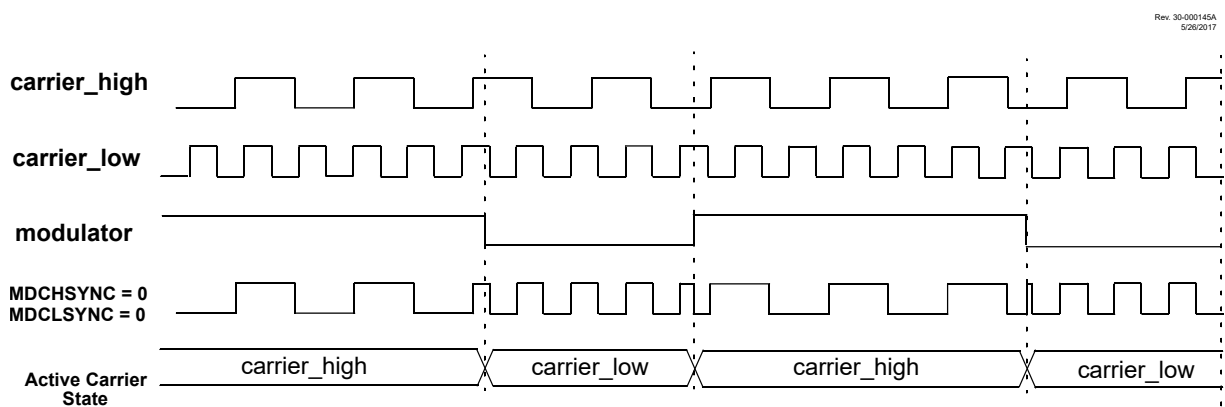 Rev. 30-000145A
5/26/2017
carrier_high
carrier_low
modulator
MDCHSYNC = 0
MDCLSYNC = 0
Active Carrier
State
carrier_high
carrier_low
carrier_high
carrier_low